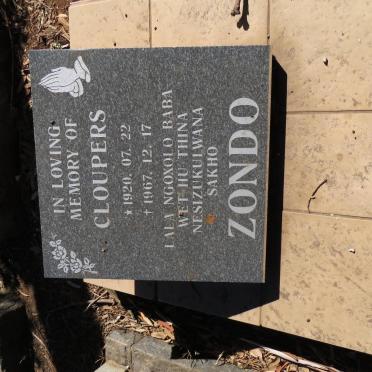 IN LOVING
MEMORY OF
CLOUPERS
★ 1920. 07. 22
✝ 1967. 12. 17
LALA NGOXOLO BABA
WETHU THINA
NESIZUKULWANA
SAKHO
ZONDO